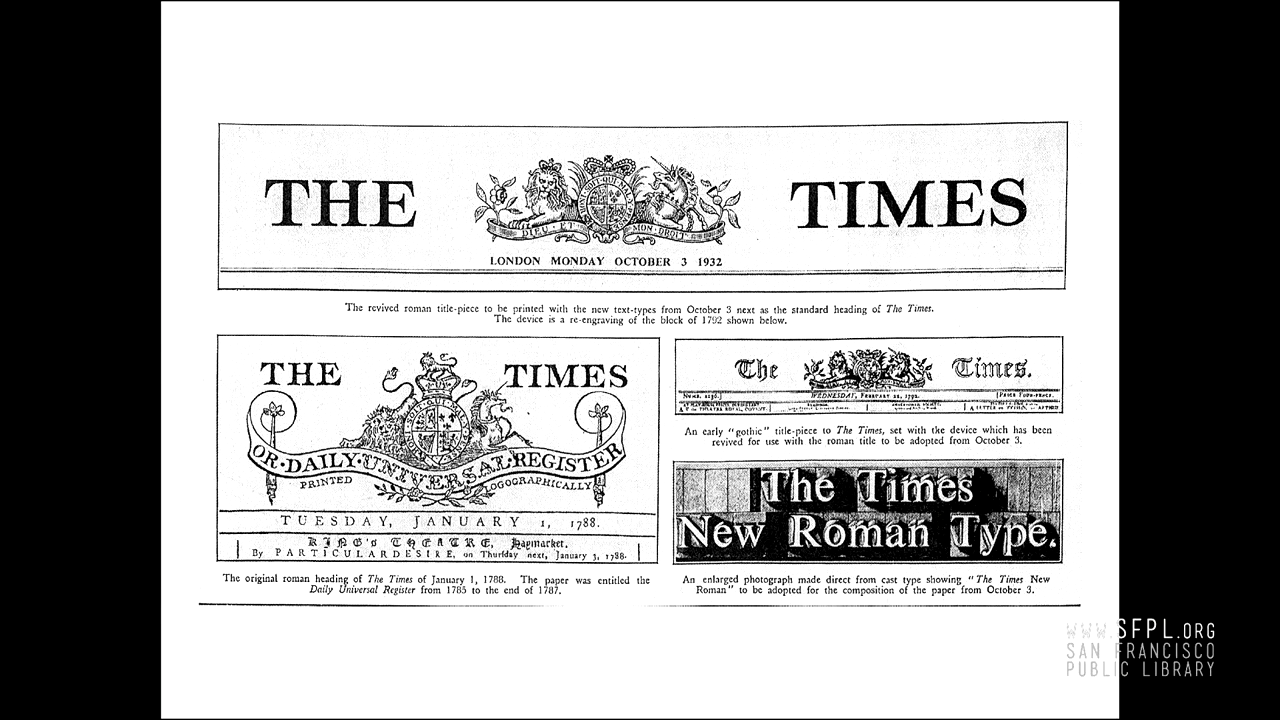 THE TIMES
DIEU · ET MON · DROIT
LONDON MONDAY OCTOBER 3 1932
The revived roman title-piece to be printed with the new text-types from October 3 next as the standard heading of The Times.
The device is a re-engraving of the block of 1792 shown below.
THE TIMES
OR · DAILY · UNIVERSAL · REGISTER
PRINTED OGOGRAPHICALLY
TUESDAY, JANUARY 1, 1788.
KING's THEATRE, Haymarket.
By PARTICULAR DESIRE, on Thurſday next, January 3, 1788.
The original roman heading of The Times of January 1, 1788. The paper was entitled the
Daily Universal Register from 1785 to the end of 1787.
The Times.
WEDNESDAY, FEBRUARY 1792. [PRICE FOUR-PENCE.
An early "gothic" title-piece to The Times, set with the device which has been
revived for use with the roman title to be adopted from October 3.
The Times
New Roman Type.
An enlarged photograph made direct from cast type showing "The Times New
Roman" to be adopted for the composition of the paper from October 3.
WWW.SFPL.ORG
SAN FRANCISCO
PUBLIC LIBRARY